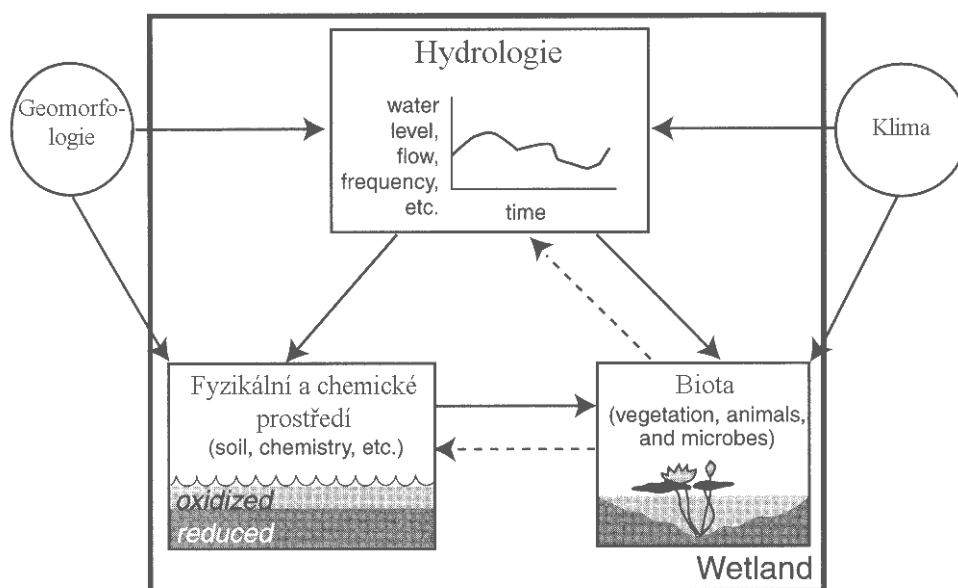 Hydrologie
water
level,
flow,
frequency,
etc.
time
Geomorfo-
logie
Klima
Fyzikální a chemické
prostředí
(soil, chemistry, etc.)
oxidized
reduced
Biota
(vegetation, animals,
and microbes)
Wetland